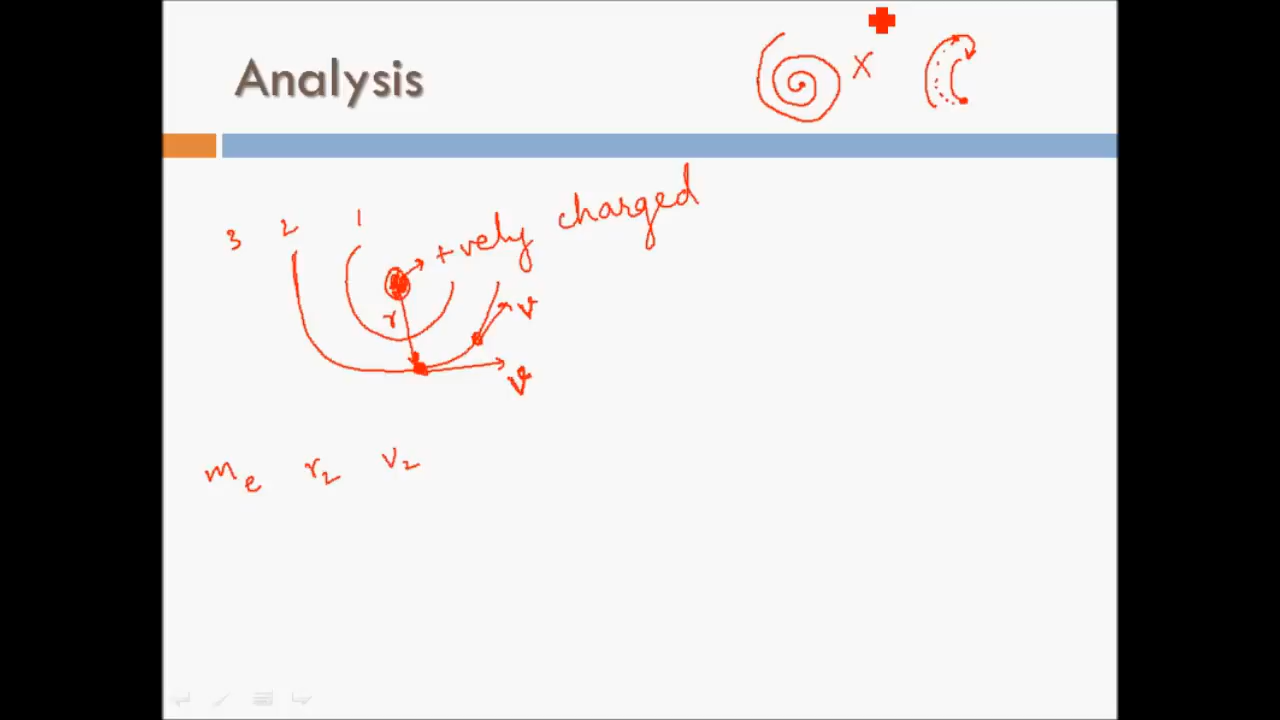 Analysis
x
+vely charged
3 2 1
r
v
v
me r2 v2